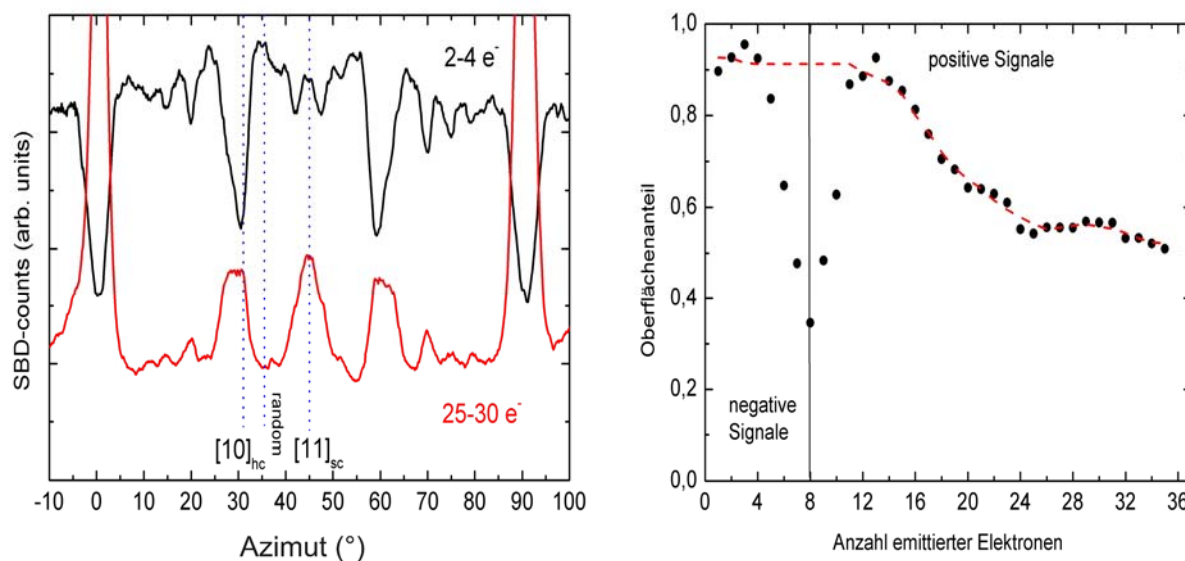 SBD-counts (arb. units)
2-4 e⁻
25-30 e⁻
[10]hc
random
[11]sc
-10 0 10 20 30 40 50 60 70 80 90 100
Azimut (°)
Oberflächenanteil
1,0
0,8
0,6
0,4
0,2
0,0
positive Signale
negative
Signale
0 4 8 12 16 20 24 28 32 36
Anzahl emittierter Elektronen